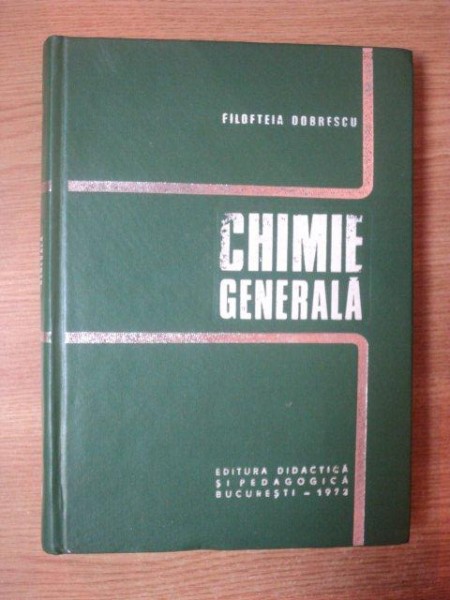 FILOFTEIA DOBRESCU
CHIMIE
GENERALĂ
EDITURA DIDACTICĂ
ȘI PEDAGOGICĂ
BUCUREȘTI – 1972